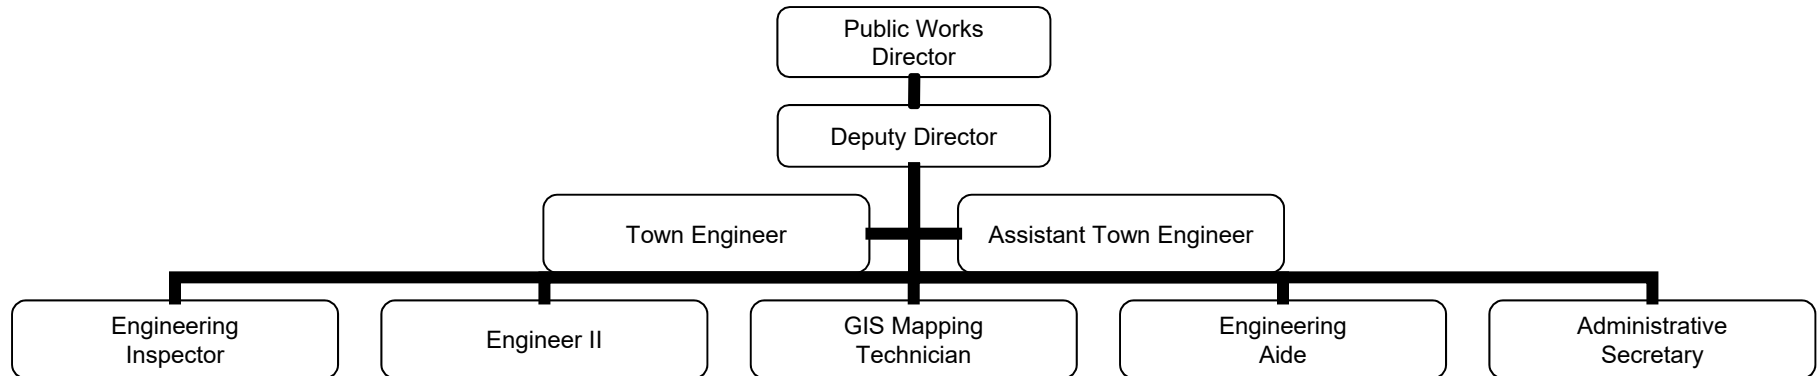 Public Works
Director
Deputy Director
Town Engineer
Assistant Town Engineer
Engineering
Inspector
Engineer II
GIS Mapping
Technician
Engineering
Aide
Administrative
Secretary